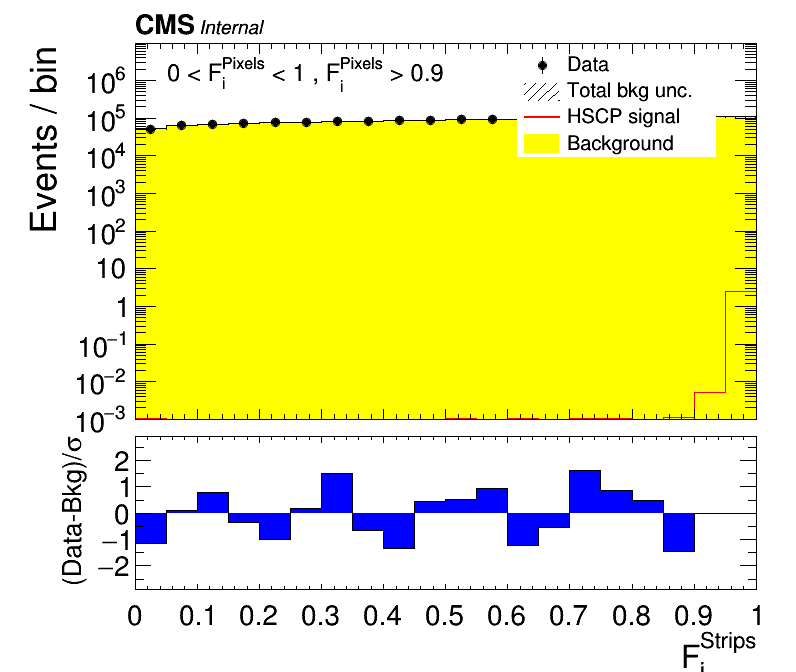 CMS Internal
0 < F_i^Pixels < 1 , F_i^Pixels > 0.9
Data
Total bkg unc.
HSCP signal
Background
Events / bin
10^6
10^5
10^4
10^3
10^2
10
1
10^−1
10^−2
10^−3
(Data-Bkg)/σ
2
1
0
−1
−2
0 0.1 0.2 0.3 0.4 0.5 0.6 0.7 0.8 0.9 1
F_i^Strips